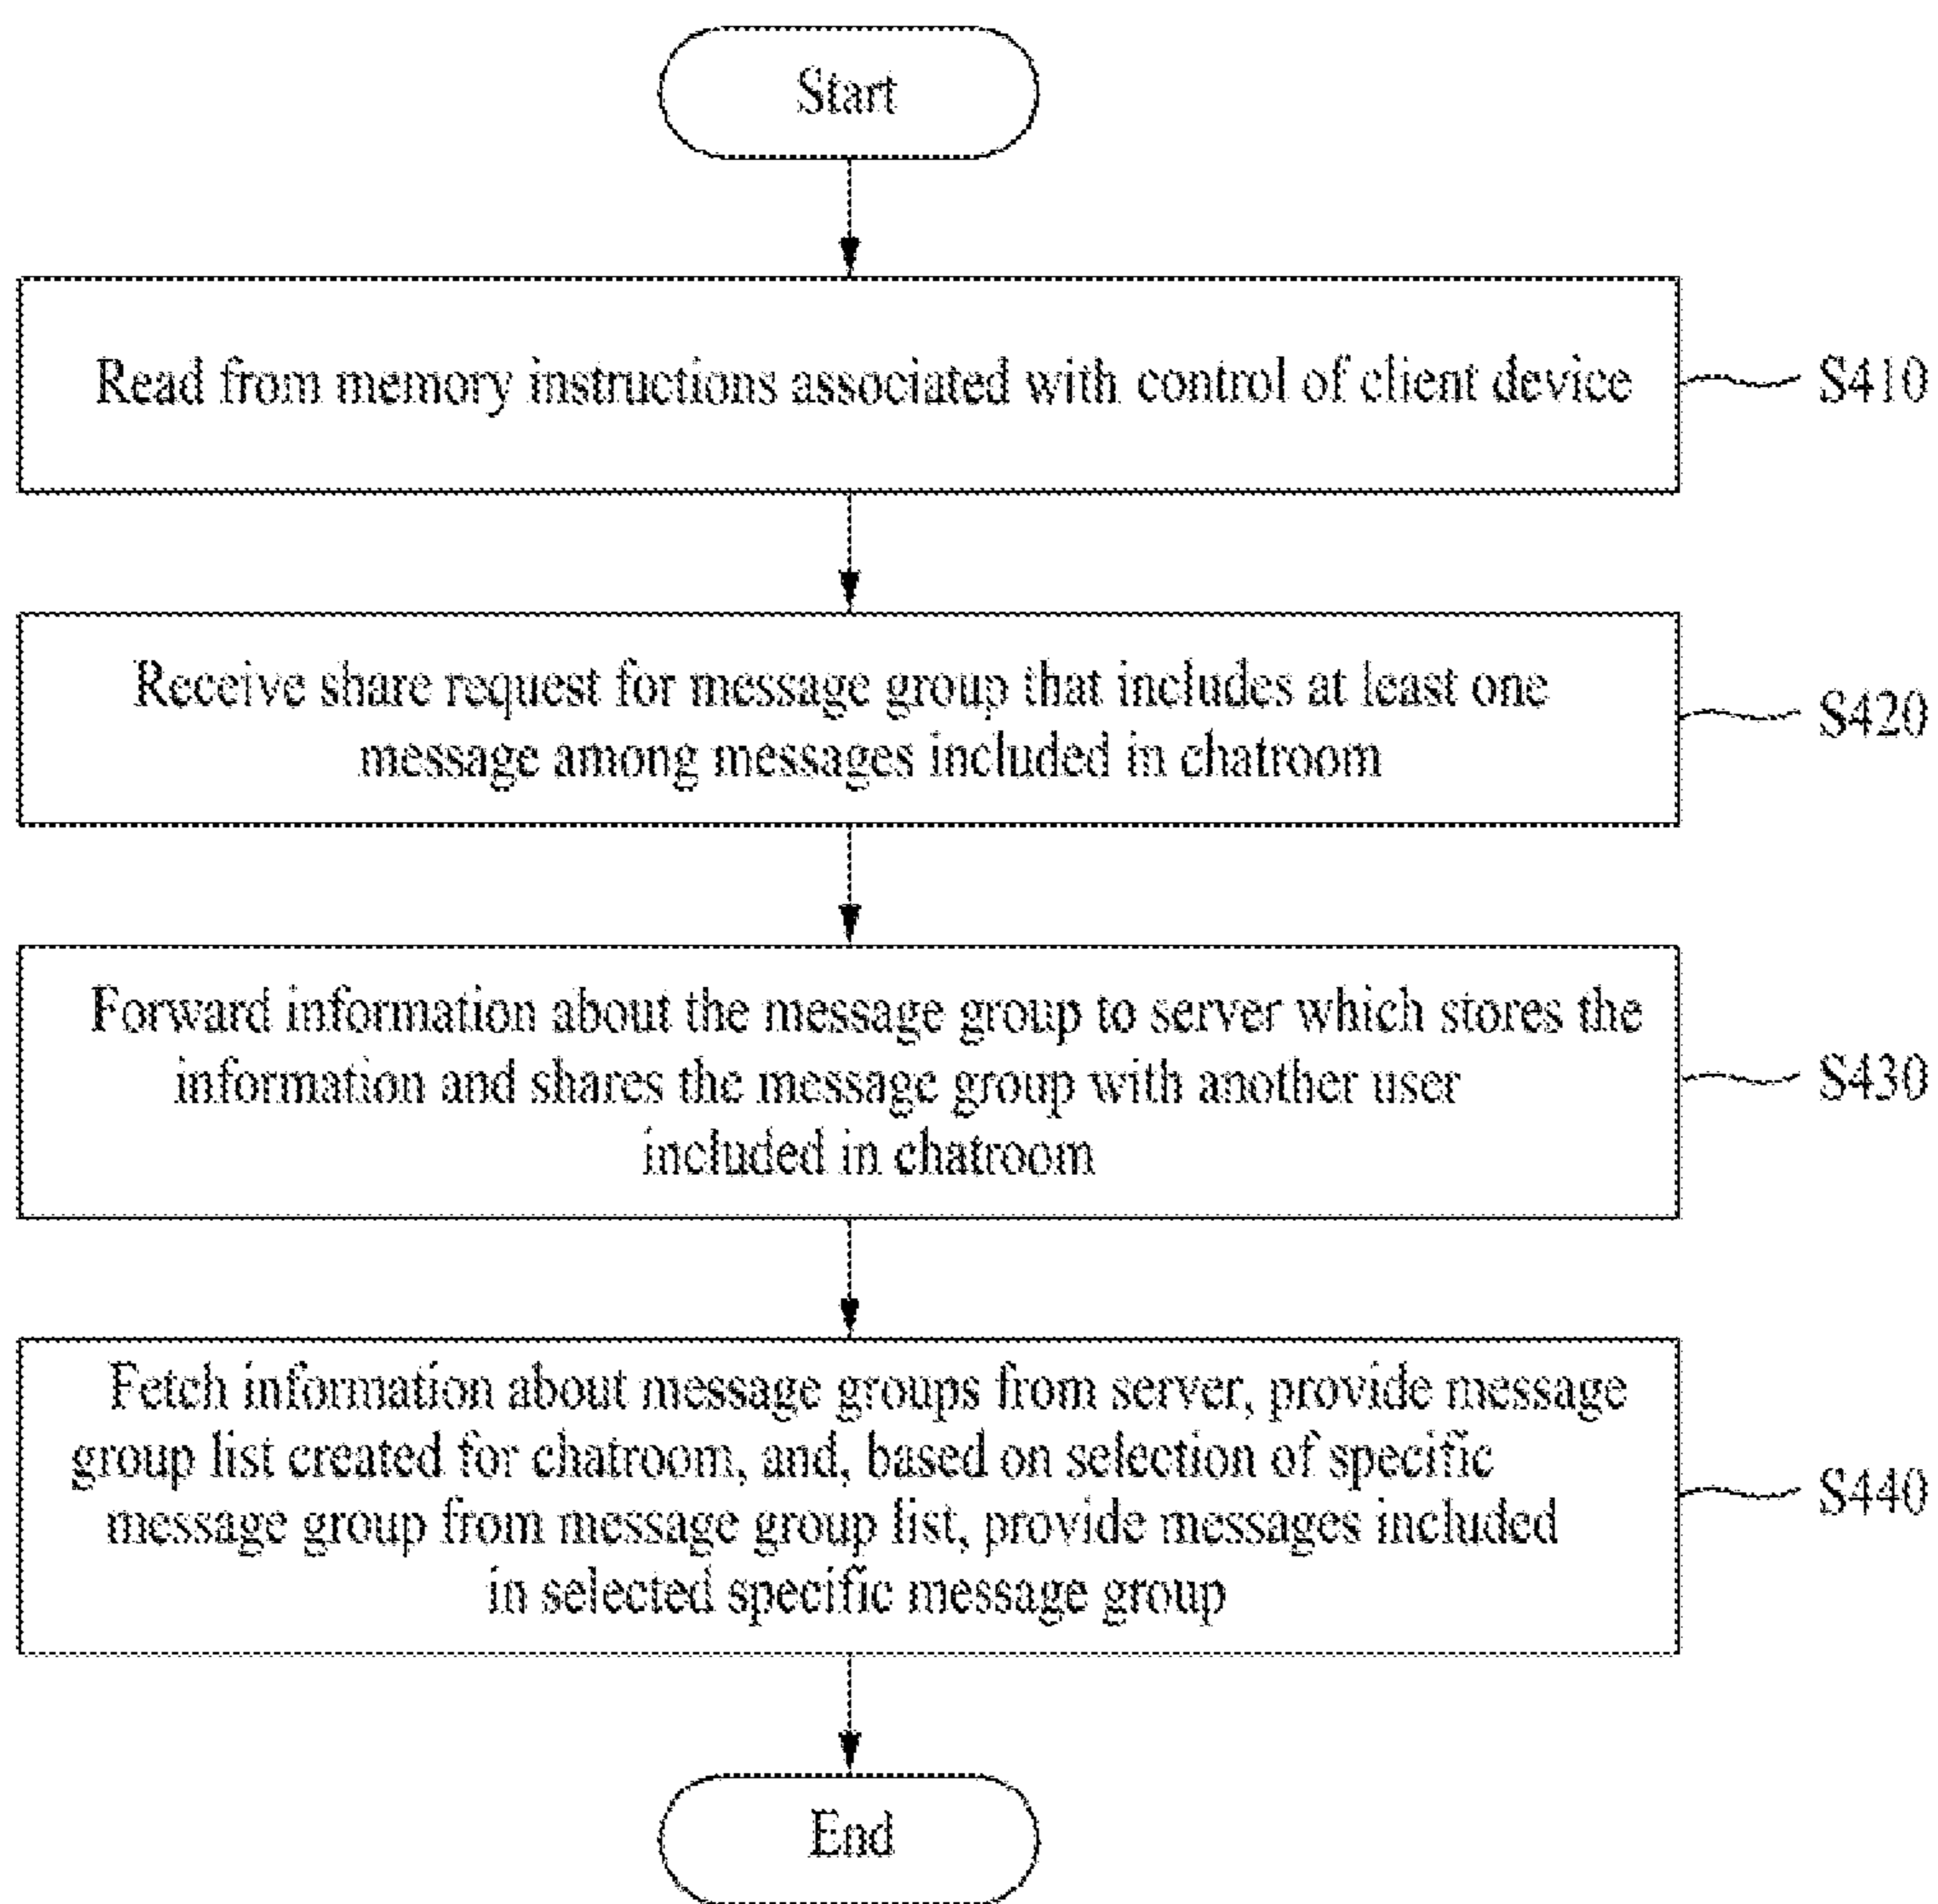 Start
Read from memory instructions associated with control of client device
S410
Receive share request for message group that includes at least one
message among messages included in chatroom
S420
Forward information about the message group to server which stores the
information and shares the message group with another user
included in chatroom
S430
Fetch information about message groups from server, provide message
group list created for chatroom, and, based on selection of specific
message group from message group list, provide messages included
in selected specific message group
S440
End